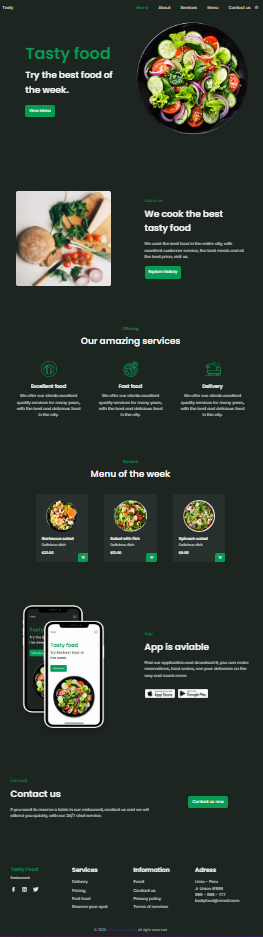 Tasty
Home About Services Menu Contact us
Tasty food
Try the best food of
the week.
View Menu
About us
We cook the best
tasty food
We cook the best food in the entire city, with
excellent customer service, the best meals and at
the best price, visit us.
Explore history
Offering
Our amazing services
Excellent food
We offer our clients excellent
quality services for many years,
with the best and delicious food
in the city.
Fast food
We offer our clients excellent
quality services for many years,
with the best and delicious food
in the city.
Delivery
We offer our clients excellent
quality services for many years,
with the best and delicious food
in the city.
Special
Menu of the week
Barbecue salad
Delicious dish
$22.00
Salad with fish
Delicious dish
$12.00
Spinach salad
Delicious dish
$9.50
Tasty food
Try the best food of
the week.
App
App is aviable
Find our application and download it, you can make
reservations, food orders, see your deliveries on the
way and much more.
App Store
Google Play
Let's talk
Contact us
If you want to reserve a table in our restaurant, contact us and we will
attend you quickly, with our 24/7 chat service.
Contact us now
Tasty Food
Restaurant
Services
Delivery
Pricing
Fast food
Reserve your spot
Information
Event
Contact us
Privacy policy
Terms of services
Adress
Lima - Peru
Jr Union #999
999 - 888 - 777
tastyfood@email.com
All right reserved